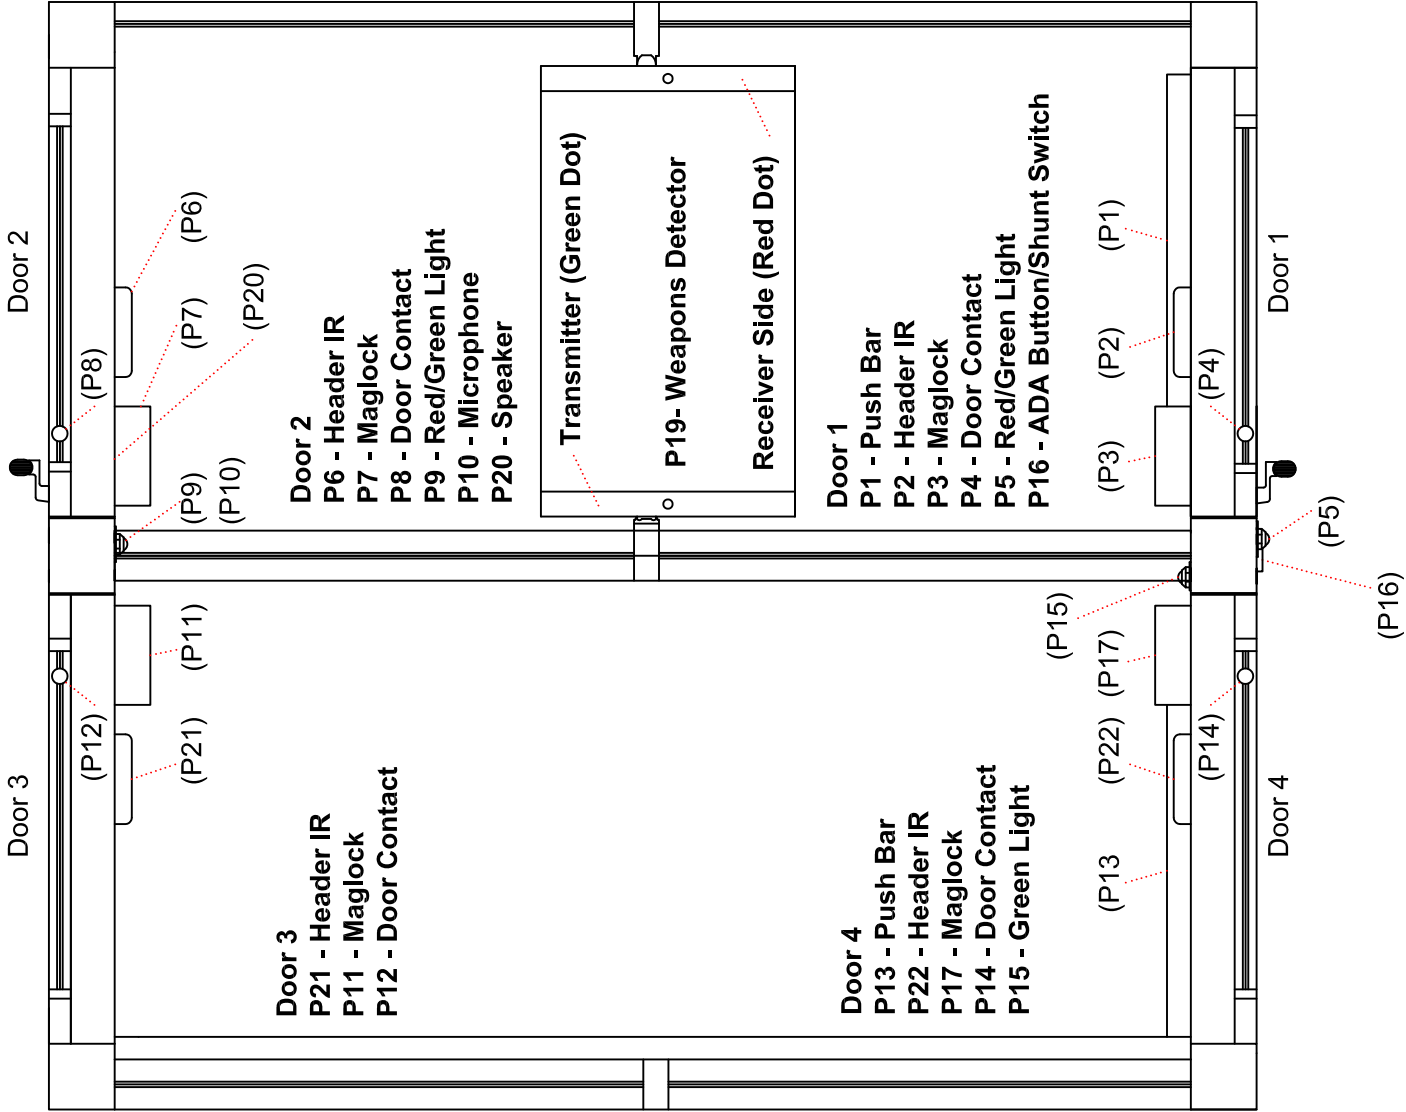 Door 3
Door 2
(P12)
(P8)
(P21)
(P11)
(P9)
(P10)
(P7)
(P6)
(P20)
Door 3
P21 - Header IR
P11 - Maglock
P12 - Door Contact
Door 2
P6 - Header IR
P7 - Maglock
P8 - Door Contact
P9 - Red/Green Light
P10 - Microphone
P20 - Speaker
Transmitter (Green Dot)
P19- Weapons Detector
Receiver Side (Red Dot)
Door 4
P13 - Push Bar
P22 - Header IR
P17 - Maglock
P14 - Door Contact
P15 - Green Light
Door 1
P1 - Push Bar
P2 - Header IR
P3 - Maglock
P4 - Door Contact
P5 - Red/Green Light
P16 - ADA Button/Shunt Switch
(P15)
(P13)
(P22)
(P17)
(P3)
(P2)
(P1)
(P14)
(P4)
Door 4
Door 1
(P5)
(P16)